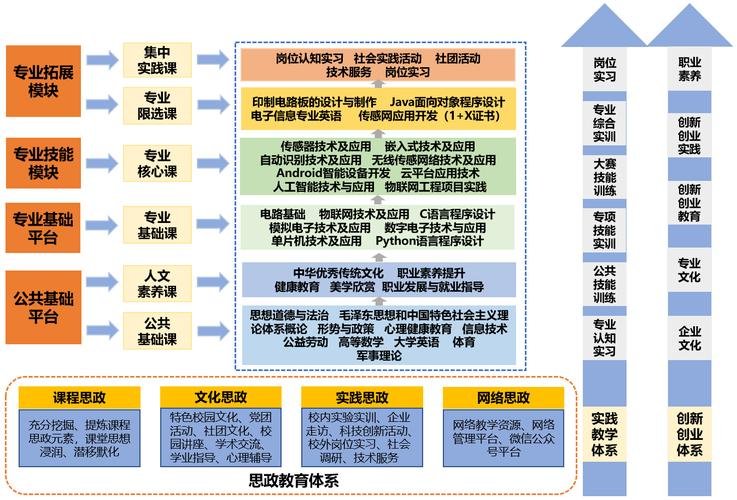 专业拓展
模块
集中
实践课
岗位认知实习 社会实践活动 社团活动
技术服务 岗位实习
专业
限选课
印制电路板的设计与制作 Java面向对象程序设计
电子信息专业英语 传感网应用开发（1+X证书）
专业技能
模块
专业
核心课
传感器技术及应用 嵌入式技术及应用
自动识别技术及应用 无线传感网络技术及应用
Android智能设备开发 云平台应用技术
人工智能技术与应用 物联网工程项目实践
专业基础
平台
专业
基础课
电路基础 物联网技术及应用 C语言程序设计
模拟电子技术及应用 数字电子技术与应用
单片机技术及应用 Python语言程序设计
公共基础
平台
人文
素养课
中华优秀传统文化 职业素养提升
健康教育 美学欣赏 职业发展与就业指导
公共
基础课
思想道德与法治 毛泽东思想和中国特色社会主义理
论体系概论 形势与政策 心理健康教育 信息技术
公益劳动 高等数学 大学英语 体育
军事理论
岗位
实习
专业
综合
实训
大赛
技能
训练
专项
技能
实训
公共
技能
训练
专业
认知
实习
实践
教学
体系
职业
素养
创新
创业
实践
创新
创业
教育
专业
文化
企业
文化
创新
创业
体系
课程思政
充分挖掘、提炼课程
思政元素，课堂思想
浸润、潜移默化
文化思政
特色校园文化、党团
活动、社团文化、校
园讲座、学术交流、
学业指导、心理辅导
实践思政
校内实验实训、企业
走访、科技创新活动、
校外岗位实习、社会
调研、技术服务
网络思政
网络教学资源、网络
管理平台、微信公众
号平台
思政教育体系